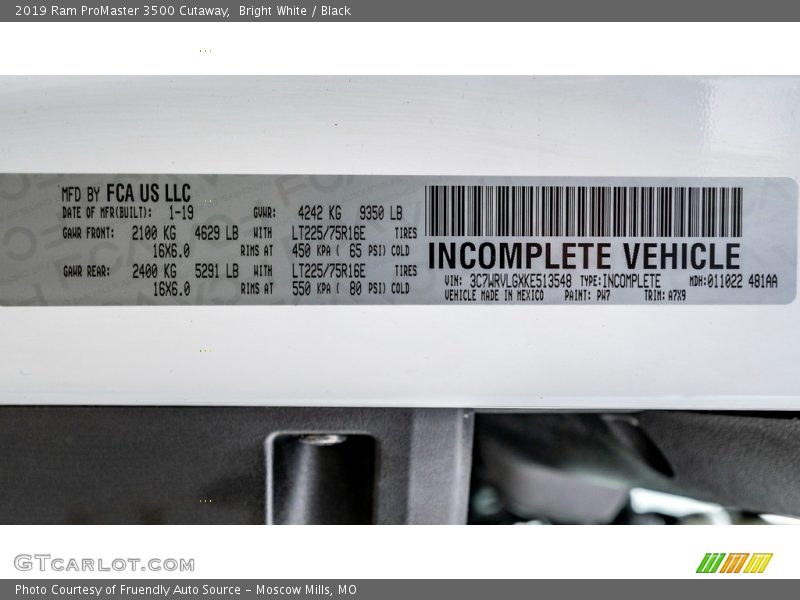 2019 Ram ProMaster 3500 Cutaway,  Bright White / Black
MFD BY FCA US LLC
DATE OF MFR(BUILT): 1-19 GVWR: 4242 KG 9350 LB
GAWR FRONT: 2100 KG 4629 LB WITH LT225/75R16E TIRES
16X6.0 RIMS AT 450 KPA ( 65 PSI) COLD
GAWR REAR: 2400 KG 5291 LB WITH LT225/75R16E TIRES
16X6.0 RIMS AT 550 KPA ( 80 PSI) COLD
INCOMPLETE VEHICLE
VIN: 3C7WRVLGXKE513548 TYPE:INCOMPLETE MDH:011022 481AA
VEHICLE MADE IN MEXICO PAINT: PW7 TRIM: A7X9
GTCARLOT.COM
Photo Courtesy of Fruendly Auto Source – Moscow Mills, MO